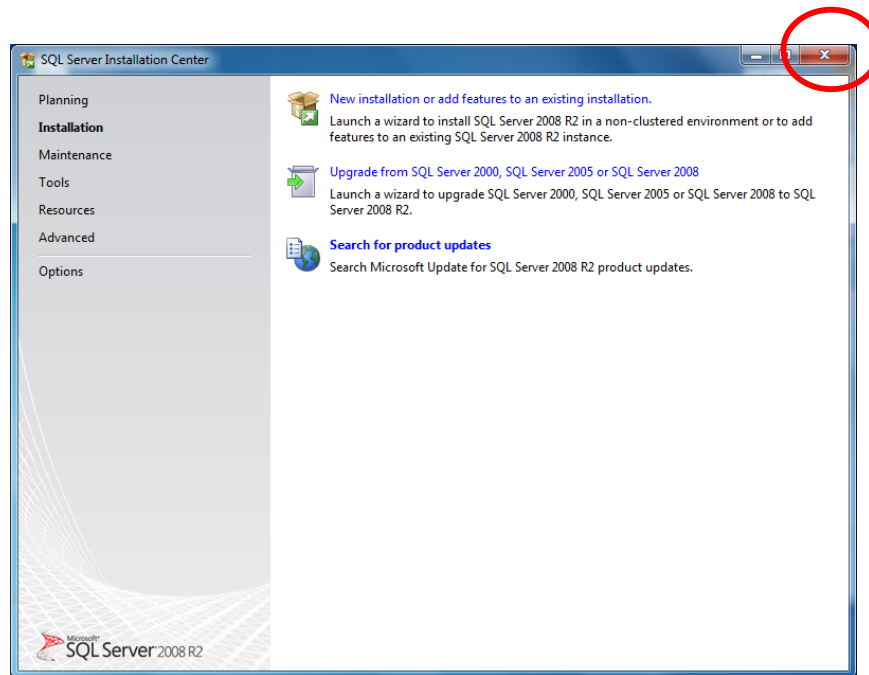 SQL Server Installation Center
Planning
Installation
Maintenance
Tools
Resources
Advanced
Options
New installation or add features to an existing installation.
Launch a wizard to install SQL Server 2008 R2 in a non-clustered environment or to add
features to an existing SQL Server 2008 R2 instance.
Upgrade from SQL Server 2000, SQL Server 2005 or SQL Server 2008
Launch a wizard to upgrade SQL Server 2000, SQL Server 2005 or SQL Server 2008 to SQL
Server 2008 R2.
Search for product updates
Search Microsoft Update for SQL Server 2008 R2 product updates.
Microsoft
SQL Server 2008 R2